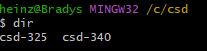 heinz@Bradys MINGW32 /c/csd
$ dir
csd-325  csd-340